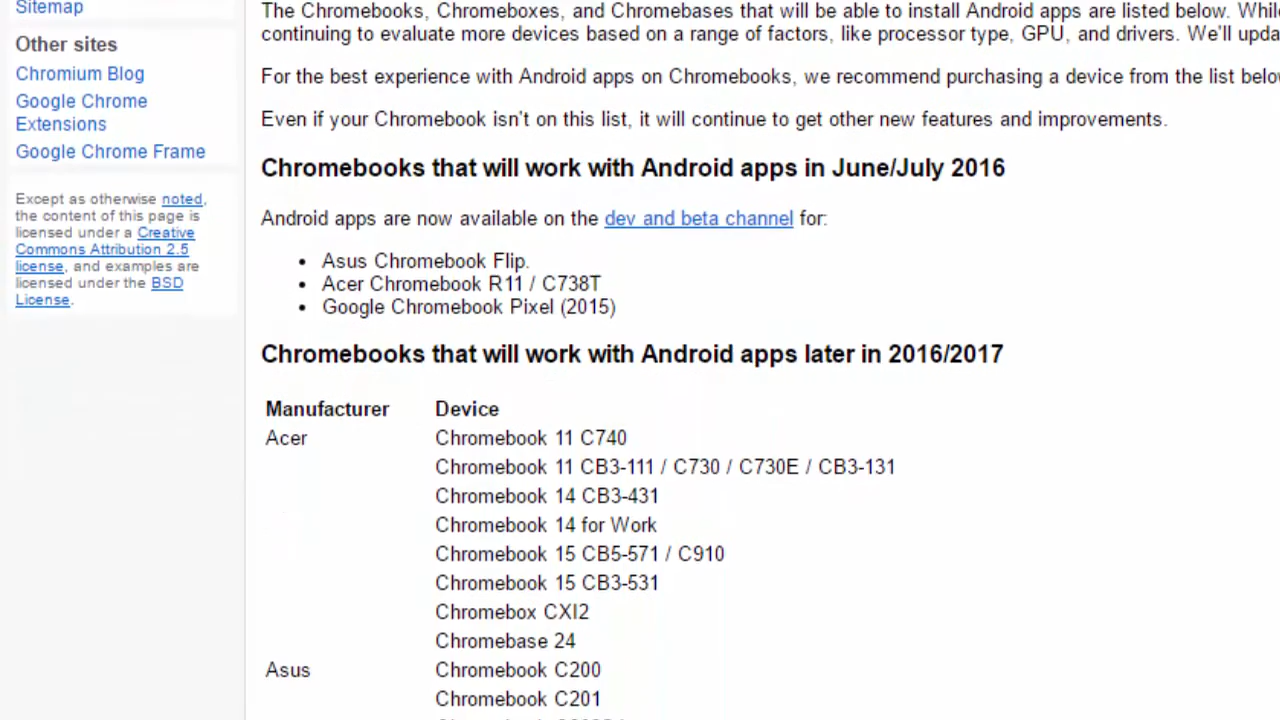 Sitemap
Other sites
Chromium Blog
Google Chrome
Extensions
Google Chrome Frame
Except as otherwise noted,
the content of this page is
licensed under a Creative
Commons Attribution 2.5
license, and examples are
licensed under the BSD
License.
The Chromebooks, Chromeboxes, and Chromebases that will be able to install Android apps are listed below. While
continuing to evaluate more devices based on a range of factors, like processor type, GPU, and drivers. We'll upda
For the best experience with Android apps on Chromebooks, we recommend purchasing a device from the list belo
Even if your Chromebook isn't on this list, it will continue to get other new features and improvements.
Chromebooks that will work with Android apps in June/July 2016
Android apps are now available on the dev and beta channel for:
• Asus Chromebook Flip.
• Acer Chromebook R11 / C738T
• Google Chromebook Pixel (2015)
Chromebooks that will work with Android apps later in 2016/2017
Manufacturer Device
Acer Chromebook 11 C740
Chromebook 11 CB3-111 / C730 / C730E / CB3-131
Chromebook 14 CB3-431
Chromebook 14 for Work
Chromebook 15 CB5-571 / C910
Chromebook 15 CB3-531
Chromebox CXI2
Chromebase 24
Asus Chromebook C200
Chromebook C201